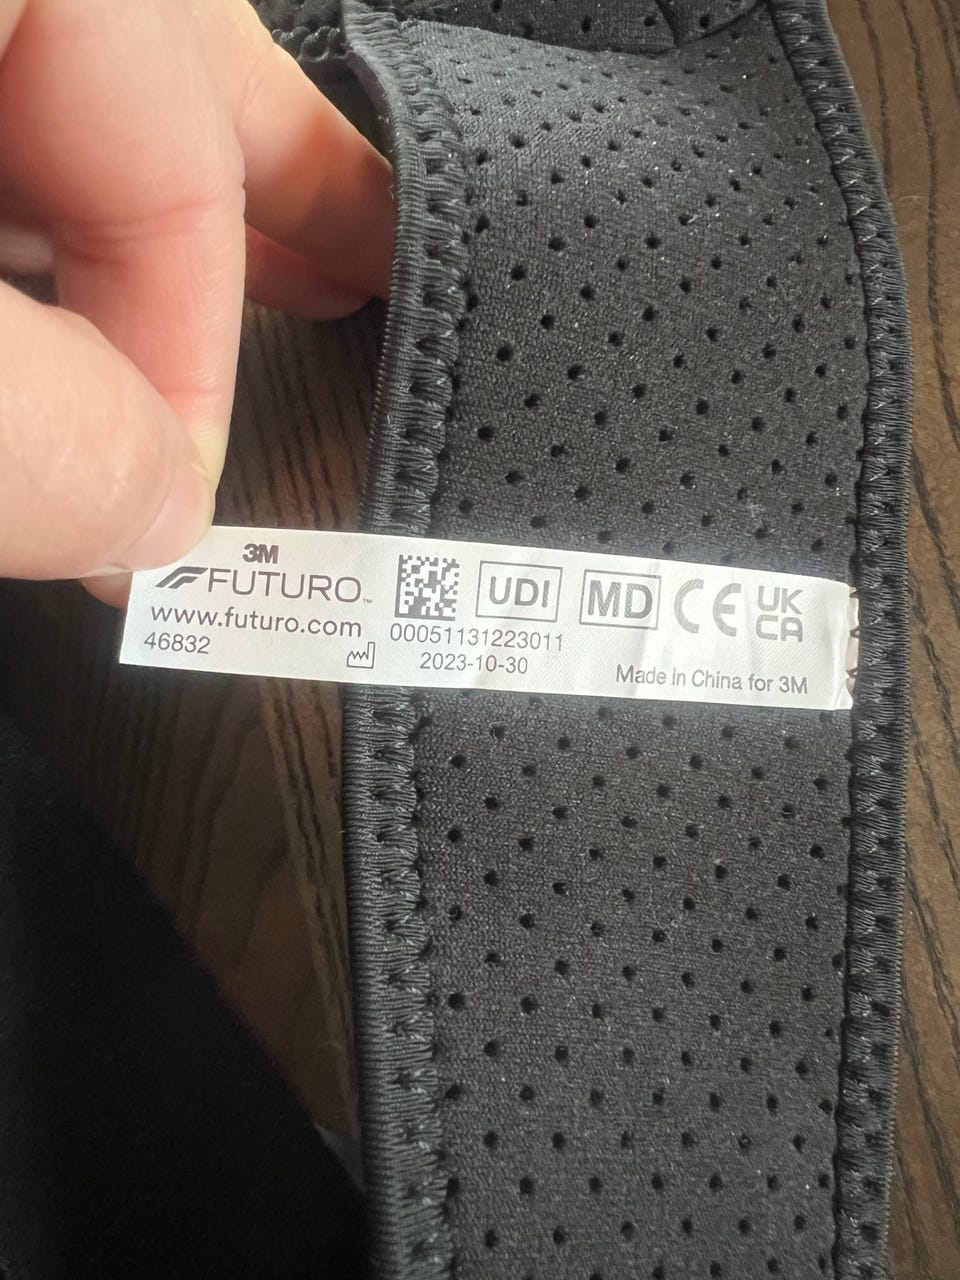 3M
FUTURO™
www.futuro.com
46832
00051131223011
2023-10-30
UDI
MD
CE
UK
CA
Made in China for 3M